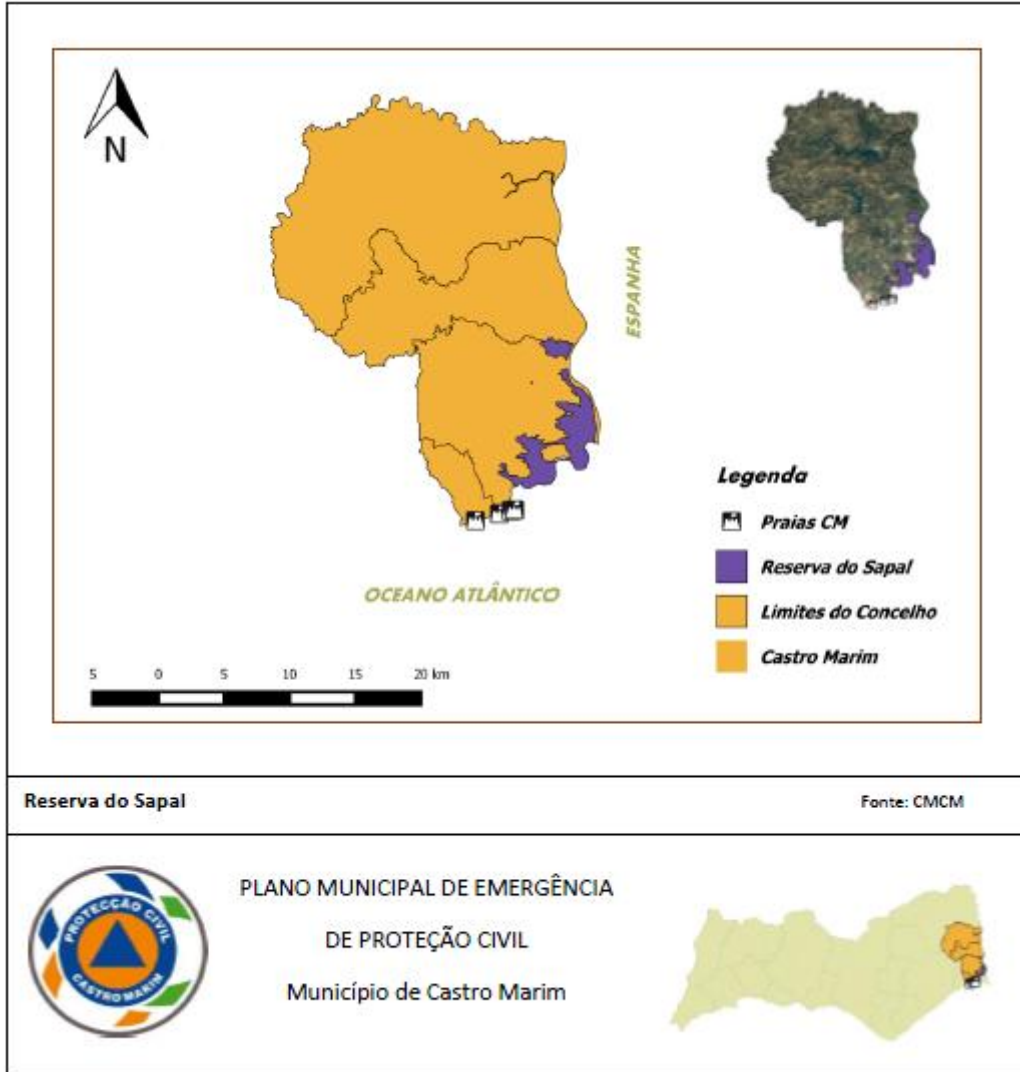 N
ESPANHA
OCEANO ATLÂNTICO
Legenda
Praias CM
Reserva do Sapal
Limites do Concelho
Castro Marim
5 0 5 10 15 20 km
Reserva do Sapal
Fonte: CMCM
PROTECÇÃO CIVIL
CASTRO MARIM
PLANO MUNICIPAL DE EMERGÊNCIA
DE PROTEÇÃO CIVIL
Município de Castro Marim